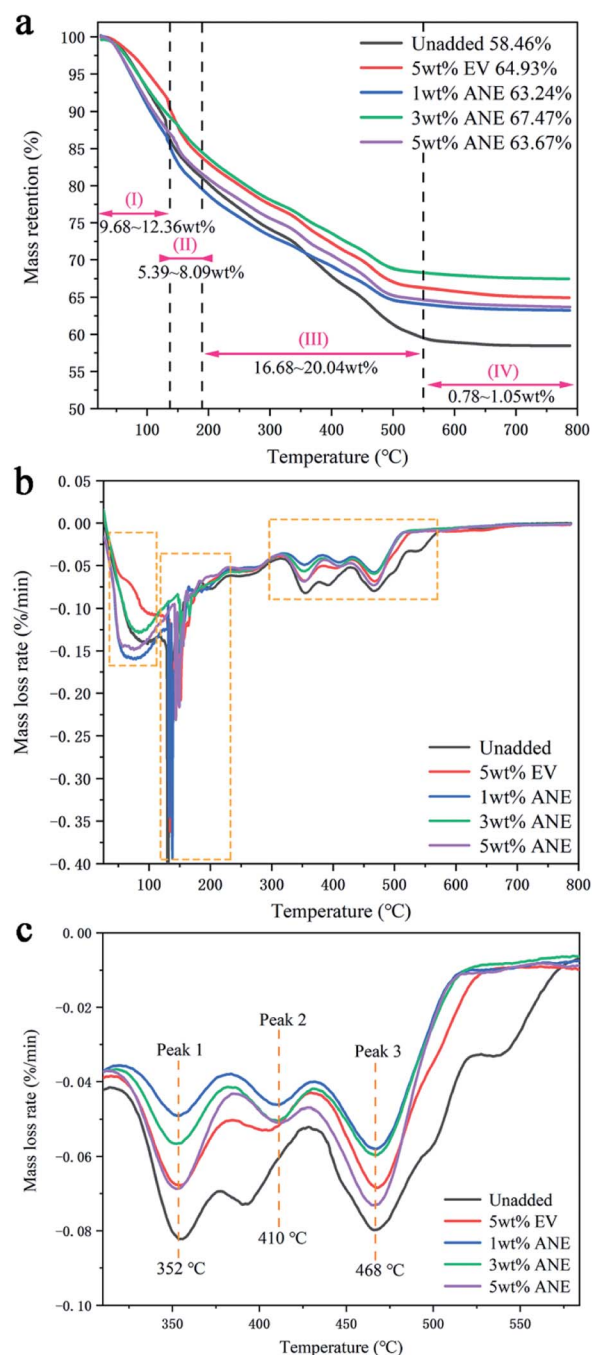 a
100
95
90
85
80
75
70
65
60
55
50
Mass retention (%)
Unadded 58.46%
5wt% EV 64.93%
1wt% ANE 63.24%
3wt% ANE 67.47%
5wt% ANE 63.67%
(I)
9.68~12.36wt%
(II)
5.39~8.09wt%
(III)
16.68~20.04wt%
(IV)
0.78~1.05wt%
100 200 300 400 500 600 700 800
Temperature (℃)
b
0.05
0.00
-0.05
-0.10
-0.15
-0.20
-0.25
-0.30
-0.35
-0.40
Mass loss rate (%/min)
Unadded
5wt% EV
1wt% ANE
3wt% ANE
5wt% ANE
100 200 300 400 500 600 700 800
Temperature (℃)
c
0.00
-0.02
-0.04
-0.06
-0.08
-0.10
Mass loss rate (%/min)
Peak 1
Peak 2
Peak 3
352 ℃
410 ℃
468 ℃
Unadded
5wt% EV
1wt% ANE
3wt% ANE
5wt% ANE
350 400 450 500 550
Temperature (℃)